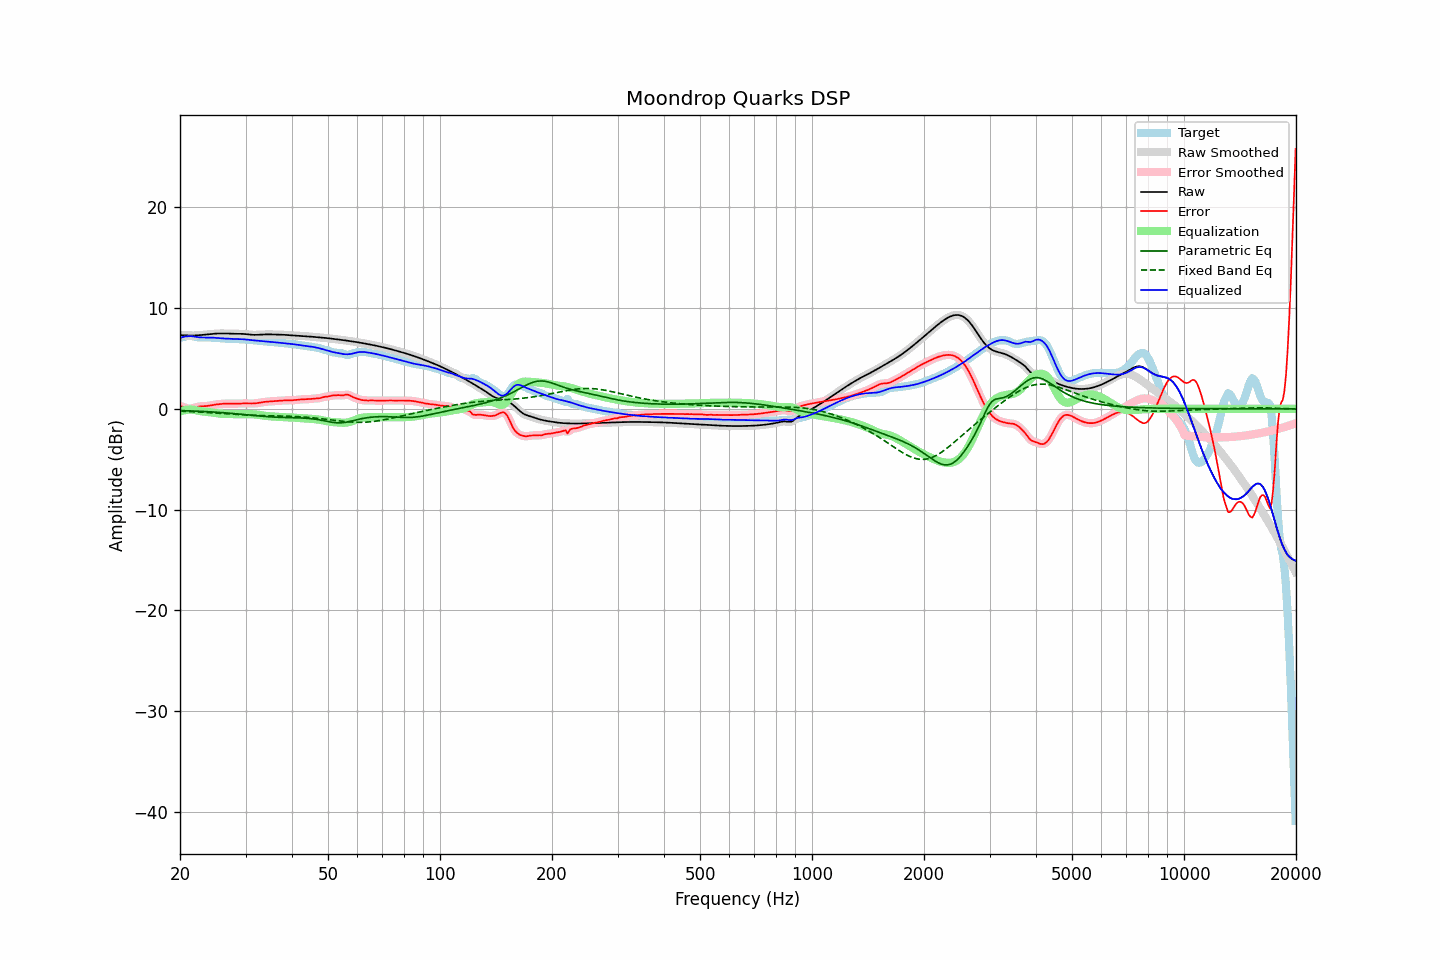 Moondrop Quarks DSP
Target
Raw Smoothed
Error Smoothed
Raw
Error
Equalization
Parametric Eq
Fixed Band Eq
Equalized
Amplitude (dBr)
20
10
0
−10
−20
−30
−40
20
50
100
200
500
1000
2000
5000
10000
20000
Frequency (Hz)